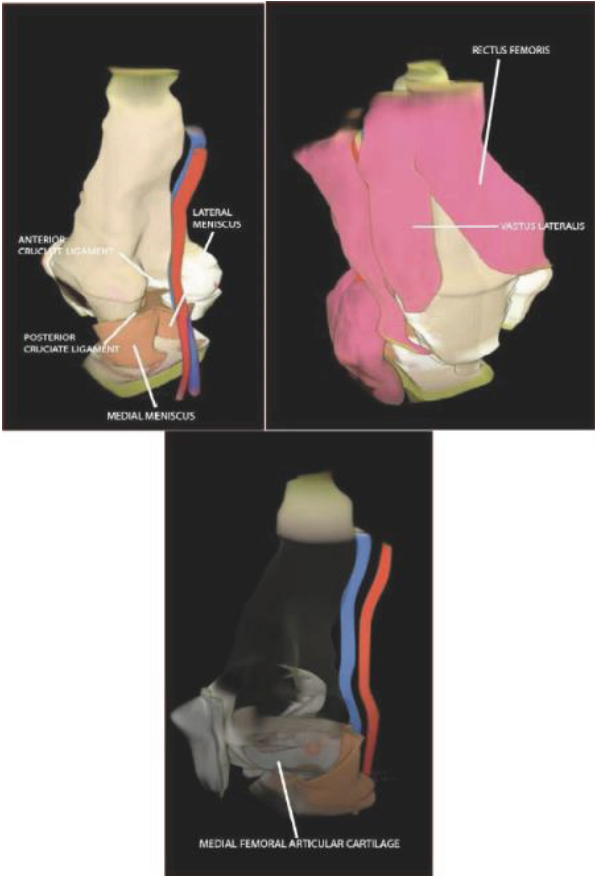 LATERAL
MENISCUS
ANTERIOR
CRUCIATE LIGAMENT
POSTERIOR
CRUCIATE LIGAMENT
MEDIAL MENISCUS
RECTUS FEMORIS
VASTUS LATERALIS
MEDIAL FEMORAL ARTICULAR CARTILAGE